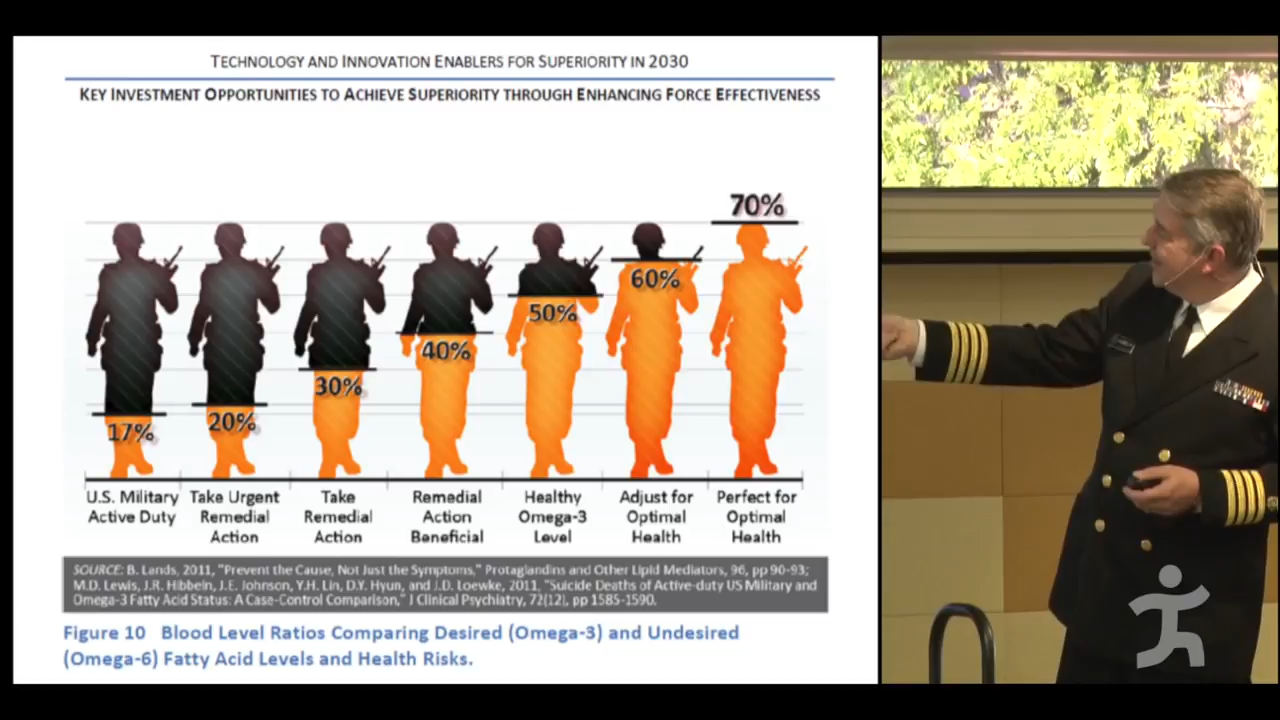 TECHNOLOGY AND INNOVATION ENABLERS FOR SUPERIORITY IN 2030
KEY INVESTMENT OPPORTUNITIES TO ACHIEVE SUPERIORITY THROUGH ENHANCING FORCE EFFECTIVENESS
17%
20%
30%
40%
50%
60%
70%
U.S. Military
Active Duty
Take Urgent
Remedial
Action
Take
Remedial
Action
Remedial
Action
Beneficial
Healthy
Omega-3
Level
Adjust for
Optimal
Health
Perfect for
Optimal
Health
SOURCE: B. Lands, 2011, "Prevent the Cause, Not Just the Symptoms," Protaglandins and Other Lipid Mediators, 96, pp 90-93;
M.D. Lewis, J.R. Hibbeln, J.E. Johnson, Y.H. Lin, D.Y. Hyun, and J.D. Loewke, 2011, "Suicide Deaths of Active-duty US Military and
Omega-3 Fatty Acid Status: A Case-Control Comparison," J Clinical Psychiatry, 72(12), pp 1585-1590.
Figure 10 Blood Level Ratios Comparing Desired (Omega-3) and Undesired
(Omega-6) Fatty Acid Levels and Health Risks.